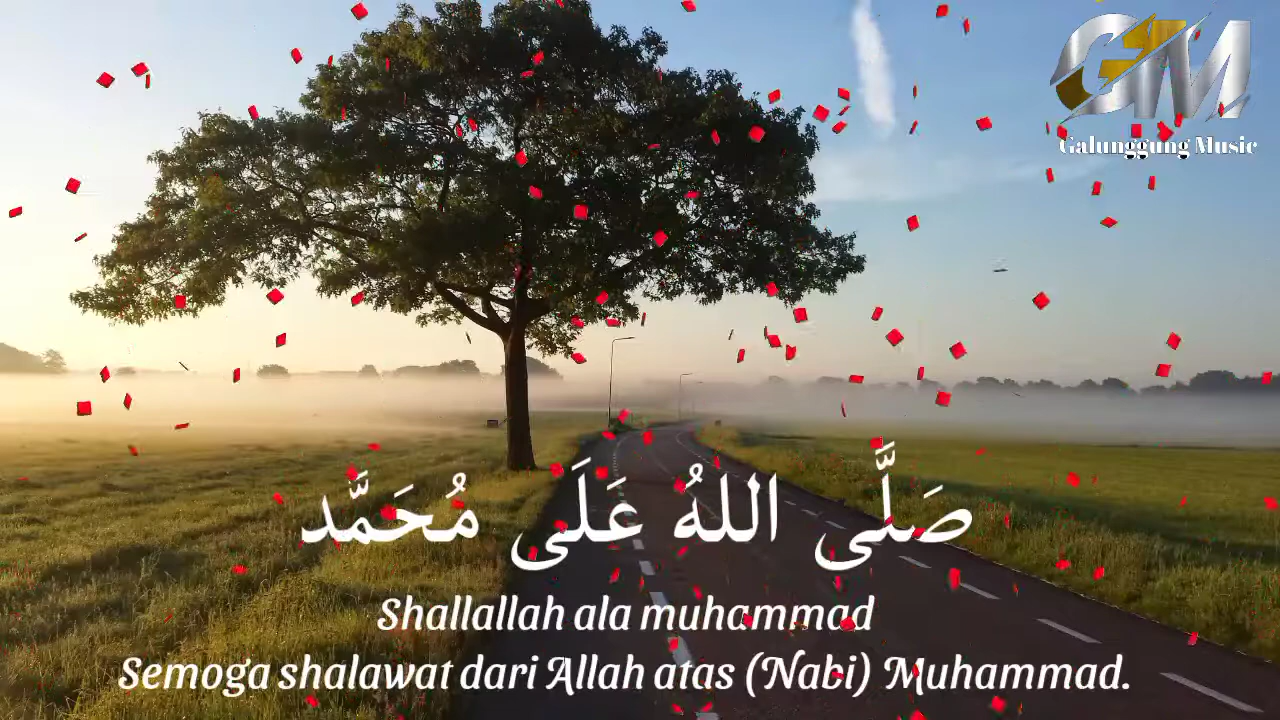 GM
Galunggung Music
صَلَّى اللهُ عَلَى مُحَمَّد
Shallallah ala muhammad
Semoga shalawat dari Allah atas (Nabi) Muhammad.